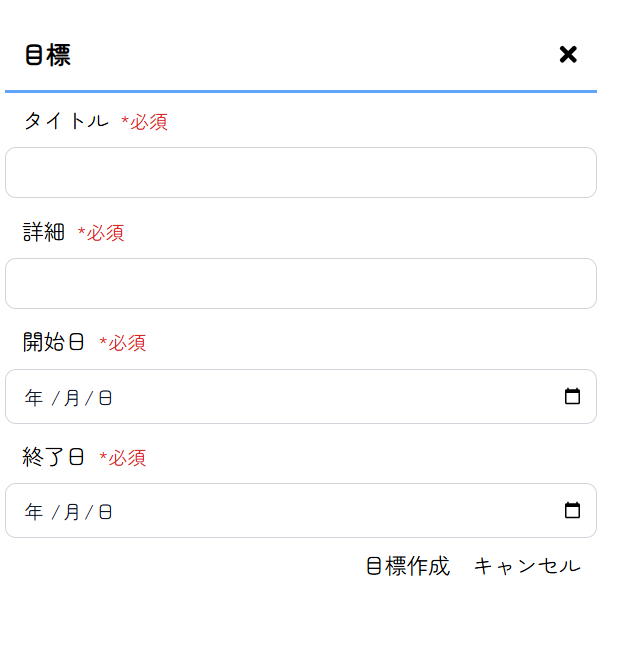 目標
タイトル *必須
詳細 *必須
開始日 *必須
年 /月/日
終了日 *必須
年 /月/日
目標作成 キャンセル